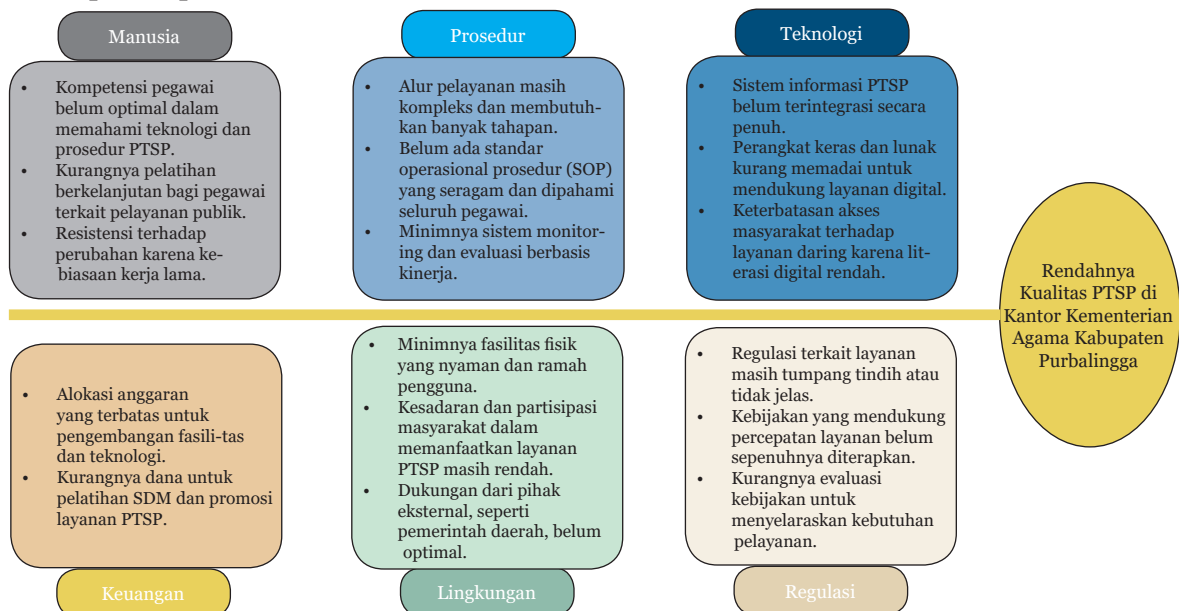 Manusia
Kompetensi pegawai
belum optimal dalam
memahami teknologi dan
prosedur PTSP.
Kurangnya pelatihan
berkelanjutan bagi pegawai
terkait pelayanan publik.
Resistensi terhadap
perubahan karena ke-
biasaan kerja lama.
Prosedur
Alur pelayanan masih
kompleks dan membutuh-
kan banyak tahapan.
Belum ada standar
operasional prosedur (SOP)
yang seragam dan dipahami
seluruh pegawai.
Minimnya sistem monitor-
ing dan evaluasi berbasis
kinerja.
Teknologi
Sistem informasi PTSP
belum terintegrasi secara
penuh.
Perangkat keras dan lunak
kurang memadai untuk
mendukung layanan digital.
Keterbatasan akses
masyarakat terhadap
layanan daring karena lit-
erasi digital rendah.
Rendahnya
Kualitas PTSP di
Kantor Kementerian
Agama Kabupaten
Purbalingga
Alokasi anggaran
yang terbatas untuk
pengembangan fasili-tas
dan teknologi.
Kurangnya dana untuk
pelatihan SDM dan promosi
layanan PTSP.
Keuangan
Minimnya fasilitas fisik
yang nyaman dan ramah
pengguna.
Kesadaran dan partisipasi
masyarakat dalam
memanfaatkan layanan
PTSP masih rendah.
Dukungan dari pihak
eksternal, seperti
pemerintah daerah, belum
optimal.
Lingkungan
Regulasi terkait layanan
masih tumpang tindih atau
tidak jelas.
Kebijakan yang mendukung
percepatan layanan belum
sepenuhnya diterapkan.
Kurangnya evaluasi
kebijakan untuk
menyelaraskan kebutuhan
pelayanan.
Regulasi